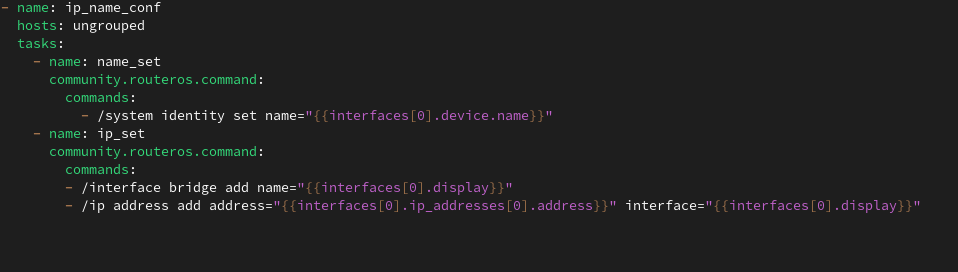 - name: ip_name_conf
  hosts: ungrouped
  tasks:
    - name: name_set
      community.routeros.command:
        commands:
          - /system identity set name="{{interfaces[0].device.name}}"
    - name: ip_set
      community.routeros.command:
        commands:
        - /interface bridge add name="{{interfaces[0].display}}"
        - /ip address add address="{{interfaces[0].ip_addresses[0].address}}" interface="{{interfaces[0].display}}"